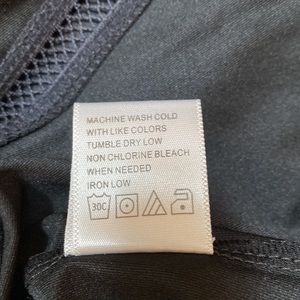 MACHINE WASH COLD
WITH LIKE COLORS
TUMBLE DRY LOW
NON CHLORINE BLEACH
WHEN NEEDED
IRON LOW
30C